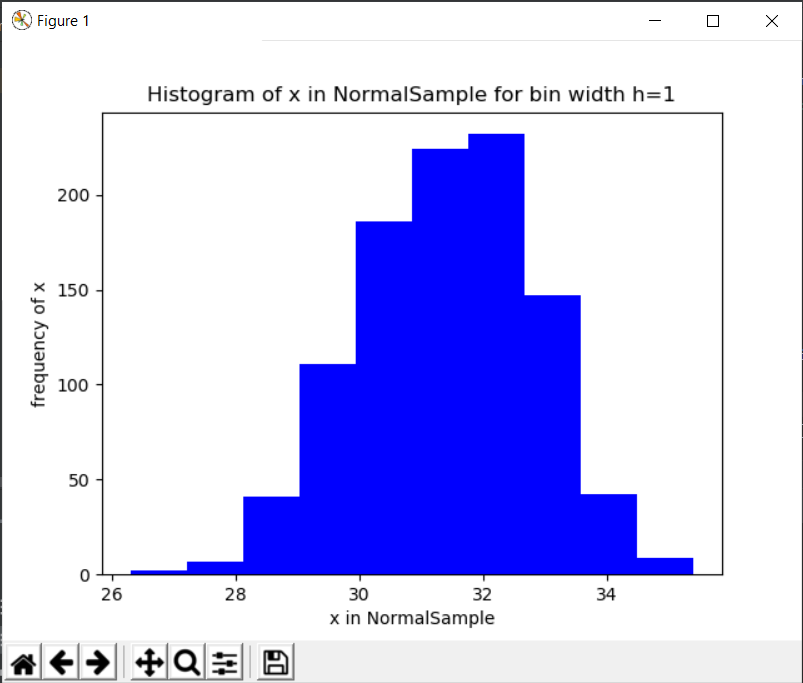 Figure 1
Histogram of x in NormalSample for bin width h=1
frequency of x
200
150
100
50
0
26 28 30 32 34
x in NormalSample